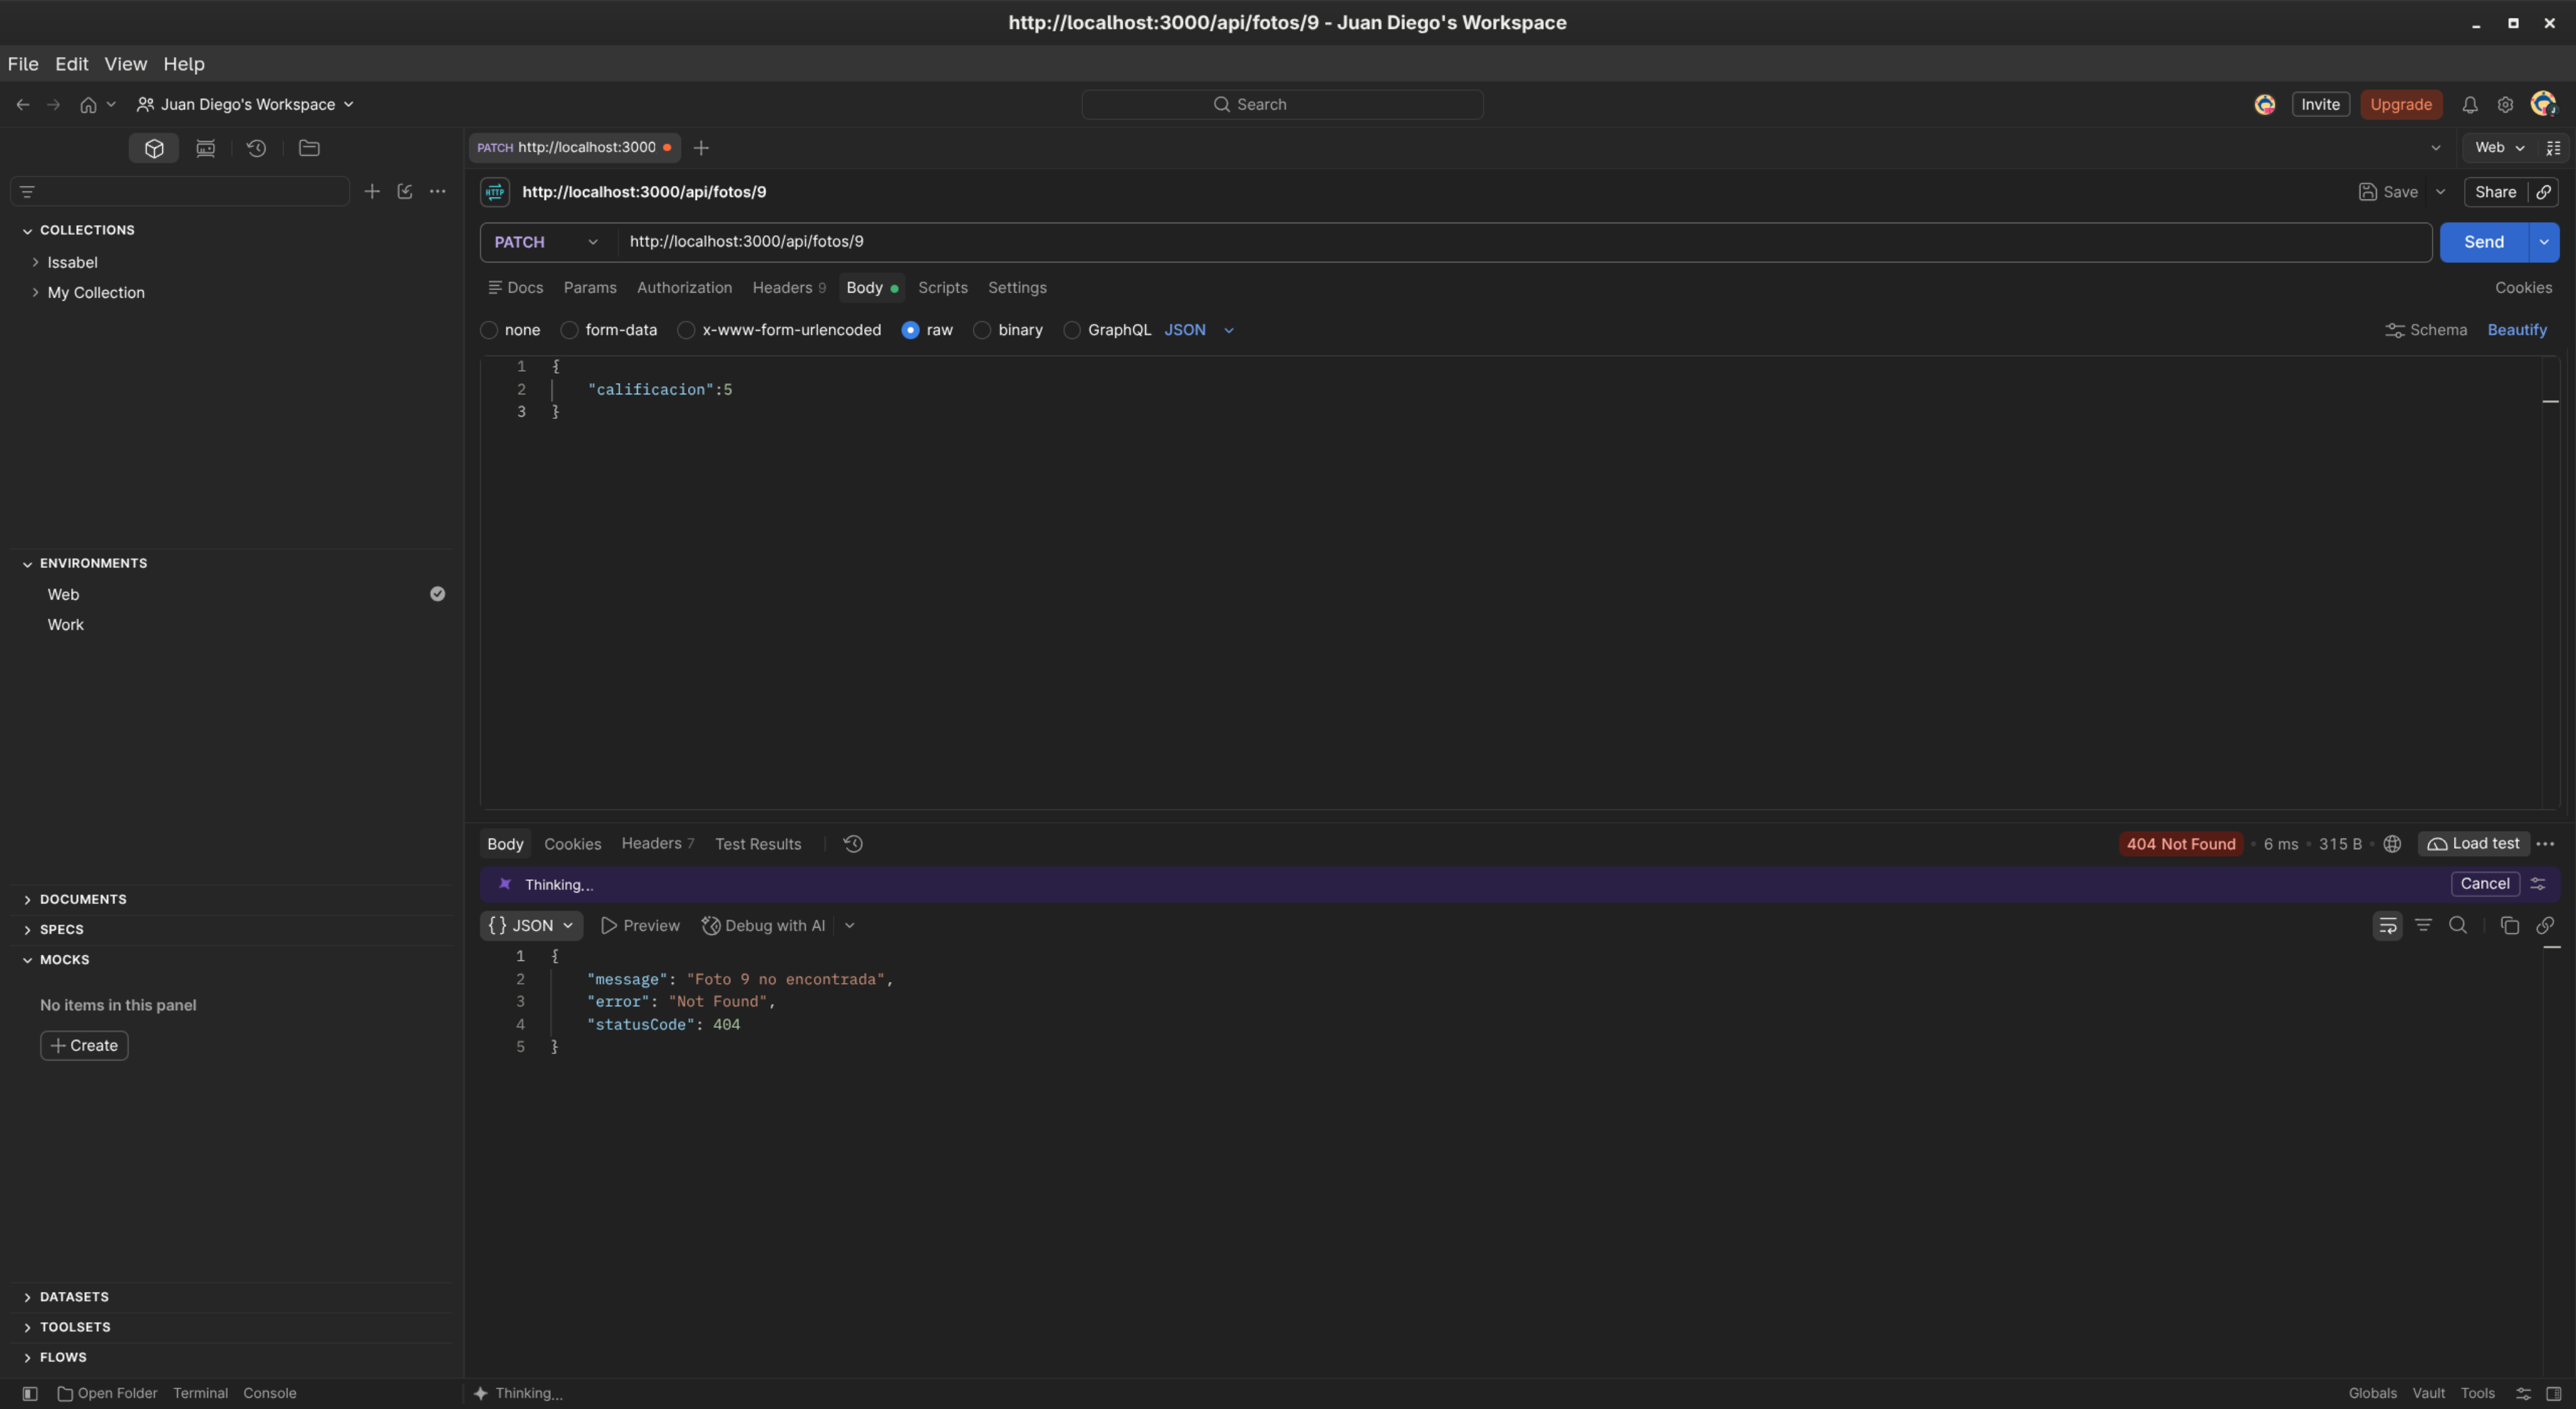 http://localhost:3000/api/fotos/9 - Juan Diego's Workspace
File Edit View Help
Juan Diego's Workspace
Search
Invite
Upgrade
PATCH http://localhost:3000
Web
http://localhost:3000/api/fotos/9
Save
Share
COLLECTIONS
Issabel
My Collection
PATCH
http://localhost:3000/api/fotos/9
Send
Docs Params Authorization Headers 9 Body Scripts Settings
Cookies
none form-data x-www-form-urlencoded raw binary GraphQL JSON
Schema Beautify
1 {
2 "calificacion":5
3 }
ENVIRONMENTS
Web
Work
DOCUMENTS
SPECS
MOCKS
No items in this panel
Create
DATASETS
TOOLSETS
FLOWS
Body Cookies Headers 7 Test Results
404 Not Found • 6 ms • 315 B
Load test
Thinking...
Cancel
{} JSON Preview Debug with AI
1 {
2 "message": "Foto 9 no encontrada",
3 "error": "Not Found",
4 "statusCode": 404
5 }
Open Folder Terminal Console
Thinking...
Globals Vault Tools